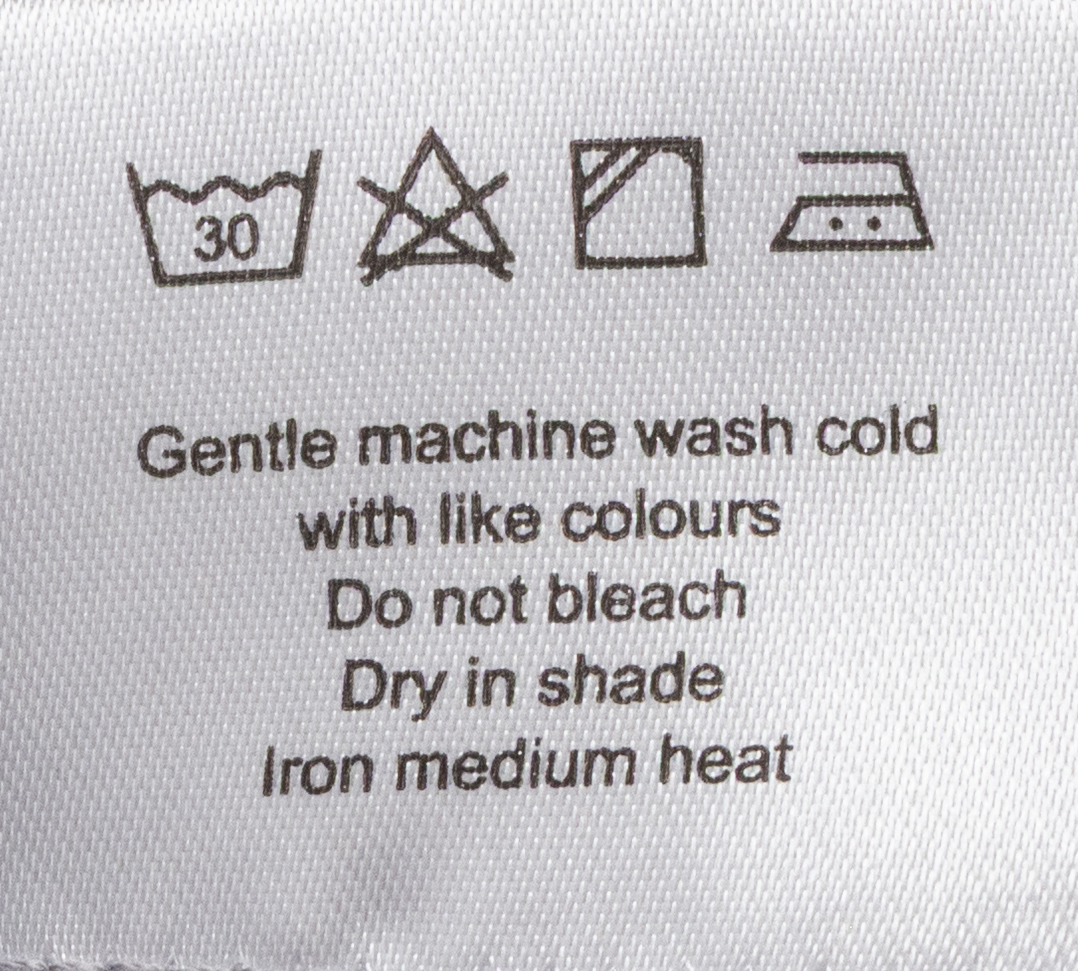 30
Gentle machine wash cold
with like colours
Do not bleach
Dry in shade
Iron medium heat